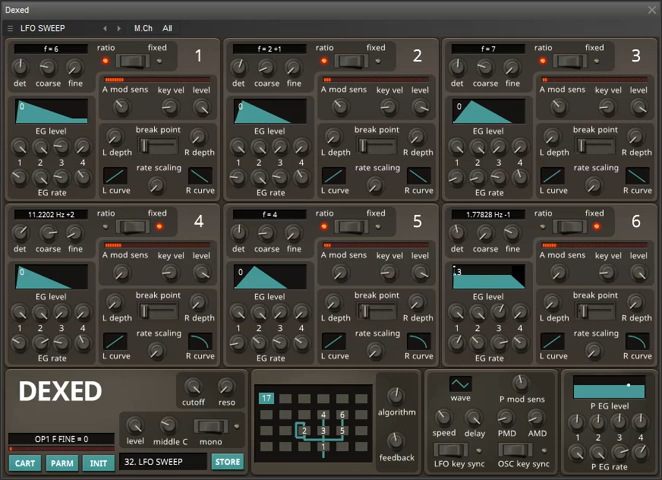 Dexed
LFO SWEEP M.Ch All
f = 6 ratio fixed 1
det coarse fine
A mod sens key vel level
0
EG level
1 2 3 4
EG rate
break point
L depth R depth
rate scaling
L curve R curve
f = 2 +1 ratio fixed 2
det coarse fine
A mod sens key vel level
0
EG level
1 2 3 4
EG rate
break point
L depth R depth
rate scaling
L curve R curve
f = 7 ratio fixed 3
det coarse fine
A mod sens key vel level
0
EG level
1 2 3 4
EG rate
break point
L depth R depth
rate scaling
L curve R curve
11.2202 Hz +2 ratio fixed 4
det coarse fine
A mod sens key vel level
0
EG level
1 2 3 4
EG rate
break point
L depth R depth
rate scaling
L curve R curve
f = 4 ratio fixed 5
det coarse fine
A mod sens key vel level
0
EG level
1 2 3 4
EG rate
break point
L depth R depth
rate scaling
L curve R curve
1.77828 Hz -1 ratio fixed 6
det coarse fine
A mod sens key vel level
EG level
1 2 3 4
EG rate
break point
L depth R depth
rate scaling
L curve R curve
DEXED
cutoff reso
level middle C mono
OP1 F FINE = 0
CART PARM INIT 32. LFO SWEEP STORE
17
4 6
2 3 5
1
algorithm
feedback
wave P mod sens
speed delay PMD AMD
LFO key sync OSC key sync
P EG level
1 2 3 4
P EG rate